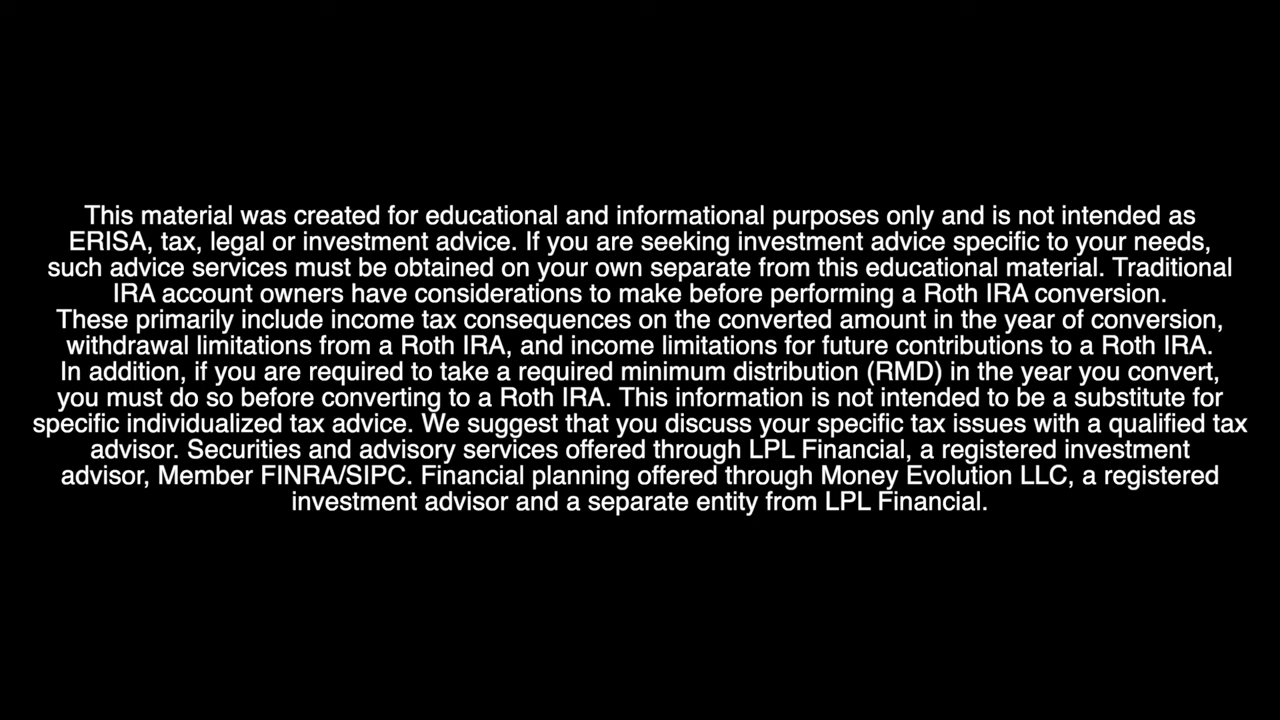 This material was created for educational and informational purposes only and is not intended as
ERISA, tax, legal or investment advice. If you are seeking investment advice specific to your needs,
such advice services must be obtained on your own separate from this educational material. Traditional
IRA account owners have considerations to make before performing a Roth IRA conversion.
These primarily include income tax consequences on the converted amount in the year of conversion,
withdrawal limitations from a Roth IRA, and income limitations for future contributions to a Roth IRA.
In addition, if you are required to take a required minimum distribution (RMD) in the year you convert,
you must do so before converting to a Roth IRA. This information is not intended to be a substitute for
specific individualized tax advice. We suggest that you discuss your specific tax issues with a qualified tax
advisor. Securities and advisory services offered through LPL Financial, a registered investment
advisor, Member FINRA/SIPC. Financial planning offered through Money Evolution LLC, a registered
investment advisor and a separate entity from LPL Financial.